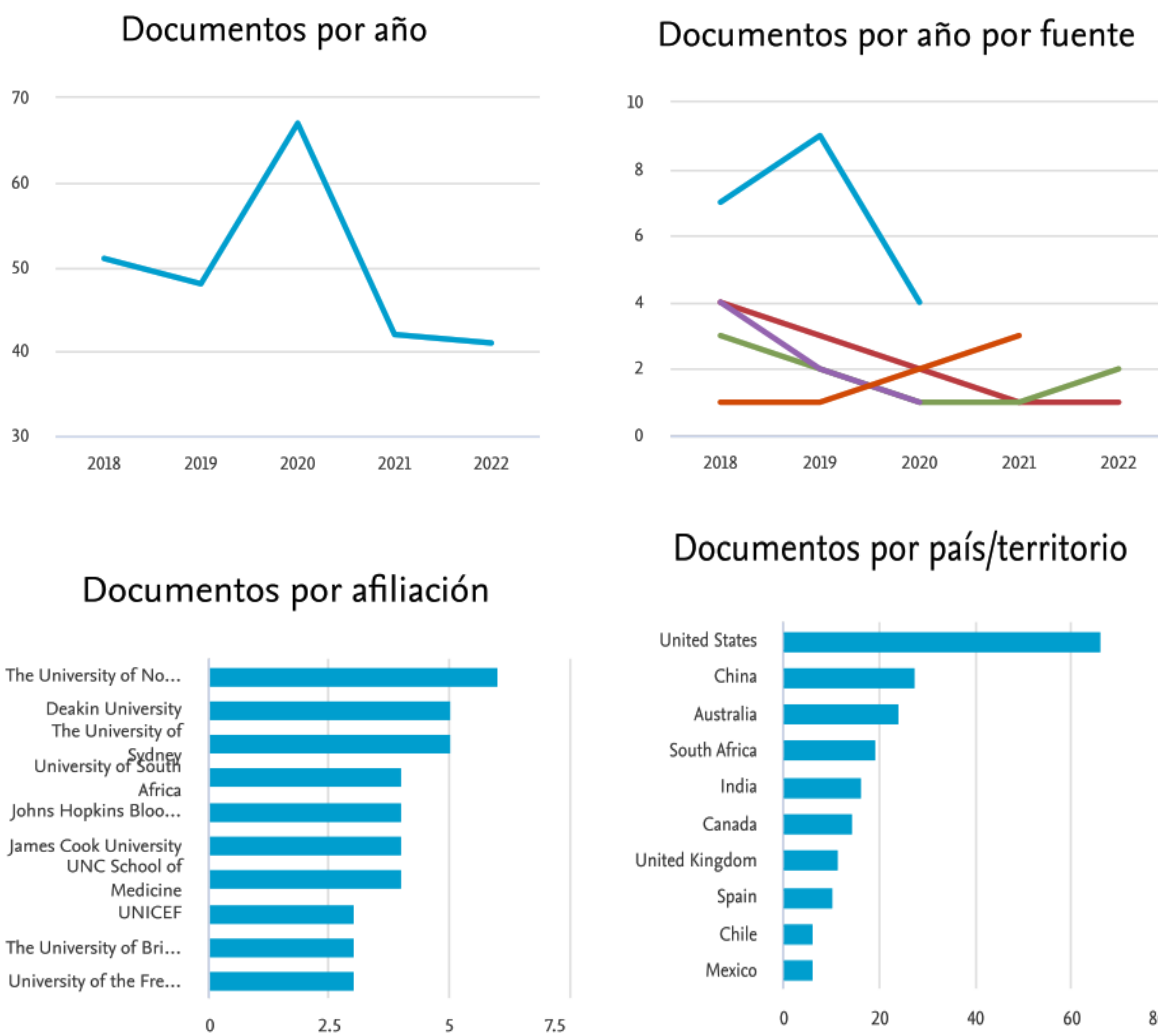 Documentos por año
70
60
50
40
30
2018 2019 2020 2021 2022
Documentos por año por fuente
10
8
6
4
2
0
2018 2019 2020 2021 2022
Documentos por afiliación
The University of No...
Deakin University
The University of
Sydney
University of South
Africa
Johns Hopkins Bloo...
James Cook University
UNC School of
Medicine
UNICEF
The University of Bri...
University of the Fre...
0 2.5 5 7.5
Documentos por país/territorio
United States
China
Australia
South Africa
India
Canada
United Kingdom
Spain
Chile
Mexico
0 20 40 60 8